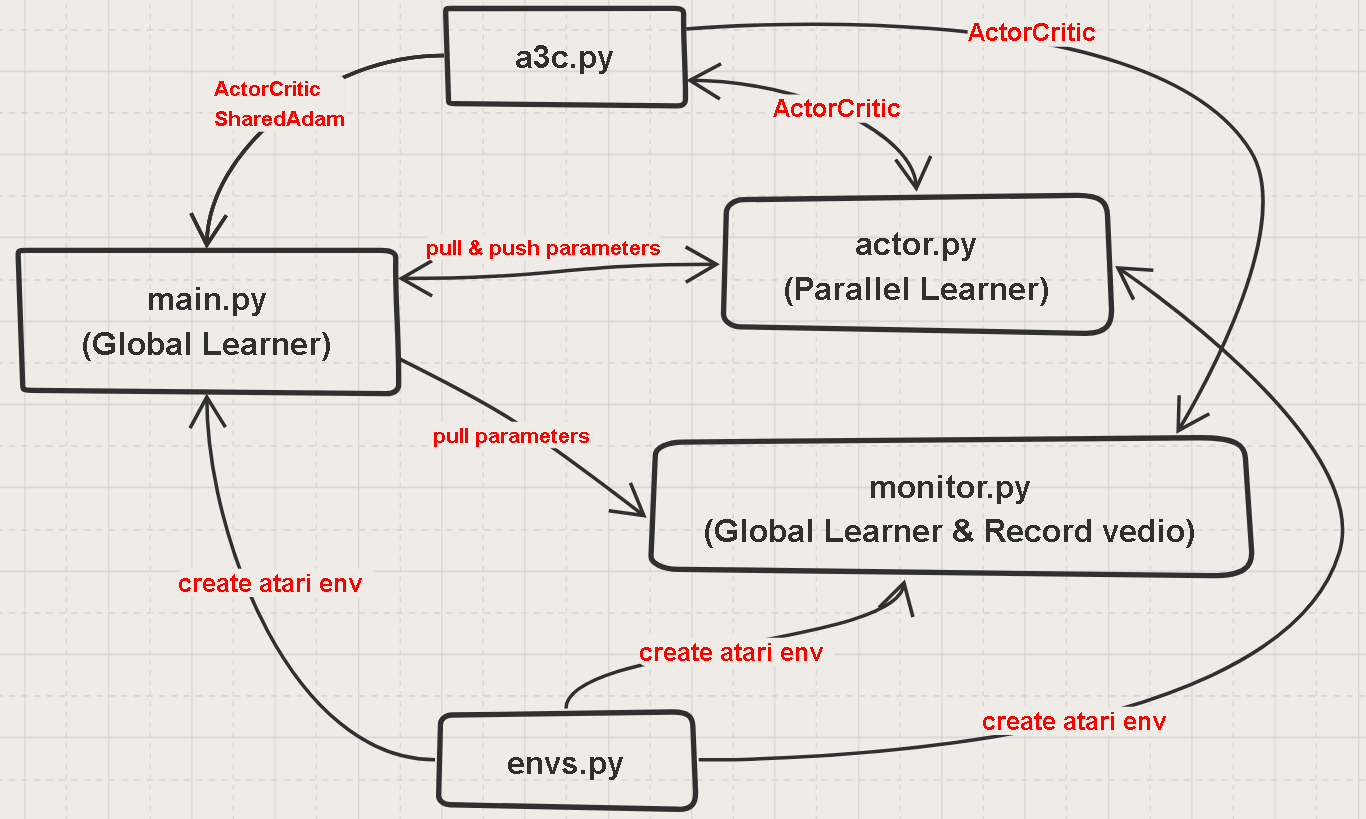 a3c.py
ActorCritic
ActorCritic
SharedAdam
ActorCritic
pull & push parameters
actor.py
(Parallel Learner)
main.py
(Global Learner)
pull parameters
monitor.py
(Global Learner & Record vedio)
create atari env
create atari env
create atari env
envs.py